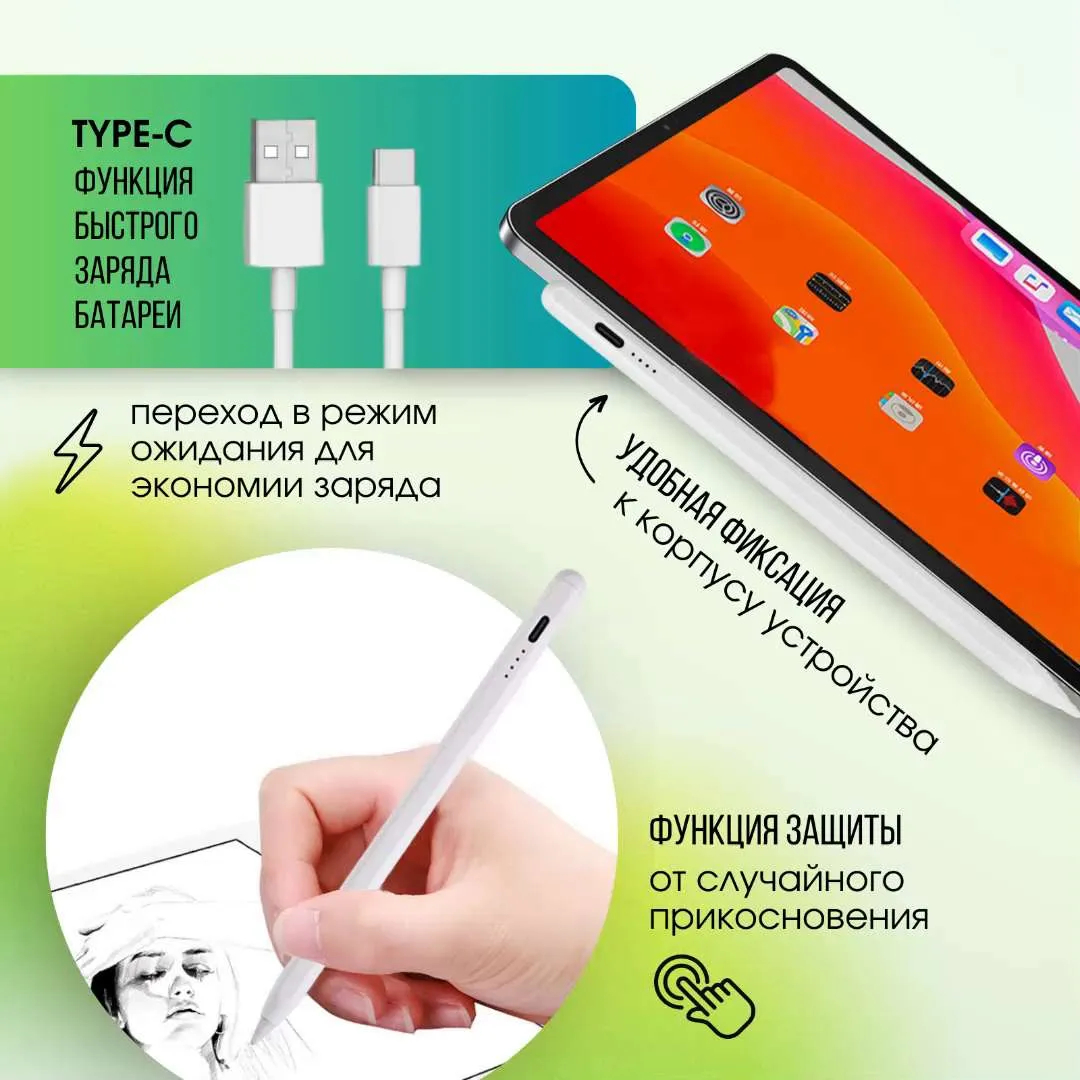 TYPE-C
ФУНКЦИЯ
БЫСТРОГО
ЗАРЯДА
БАТАРЕИ
переход в режим
ожидания для
экономии заряда
УДОБНАЯ ФИКСАЦИЯ
к корпусу устройства
ФУНКЦИЯ ЗАЩИТЫ
от случайного
прикосновения